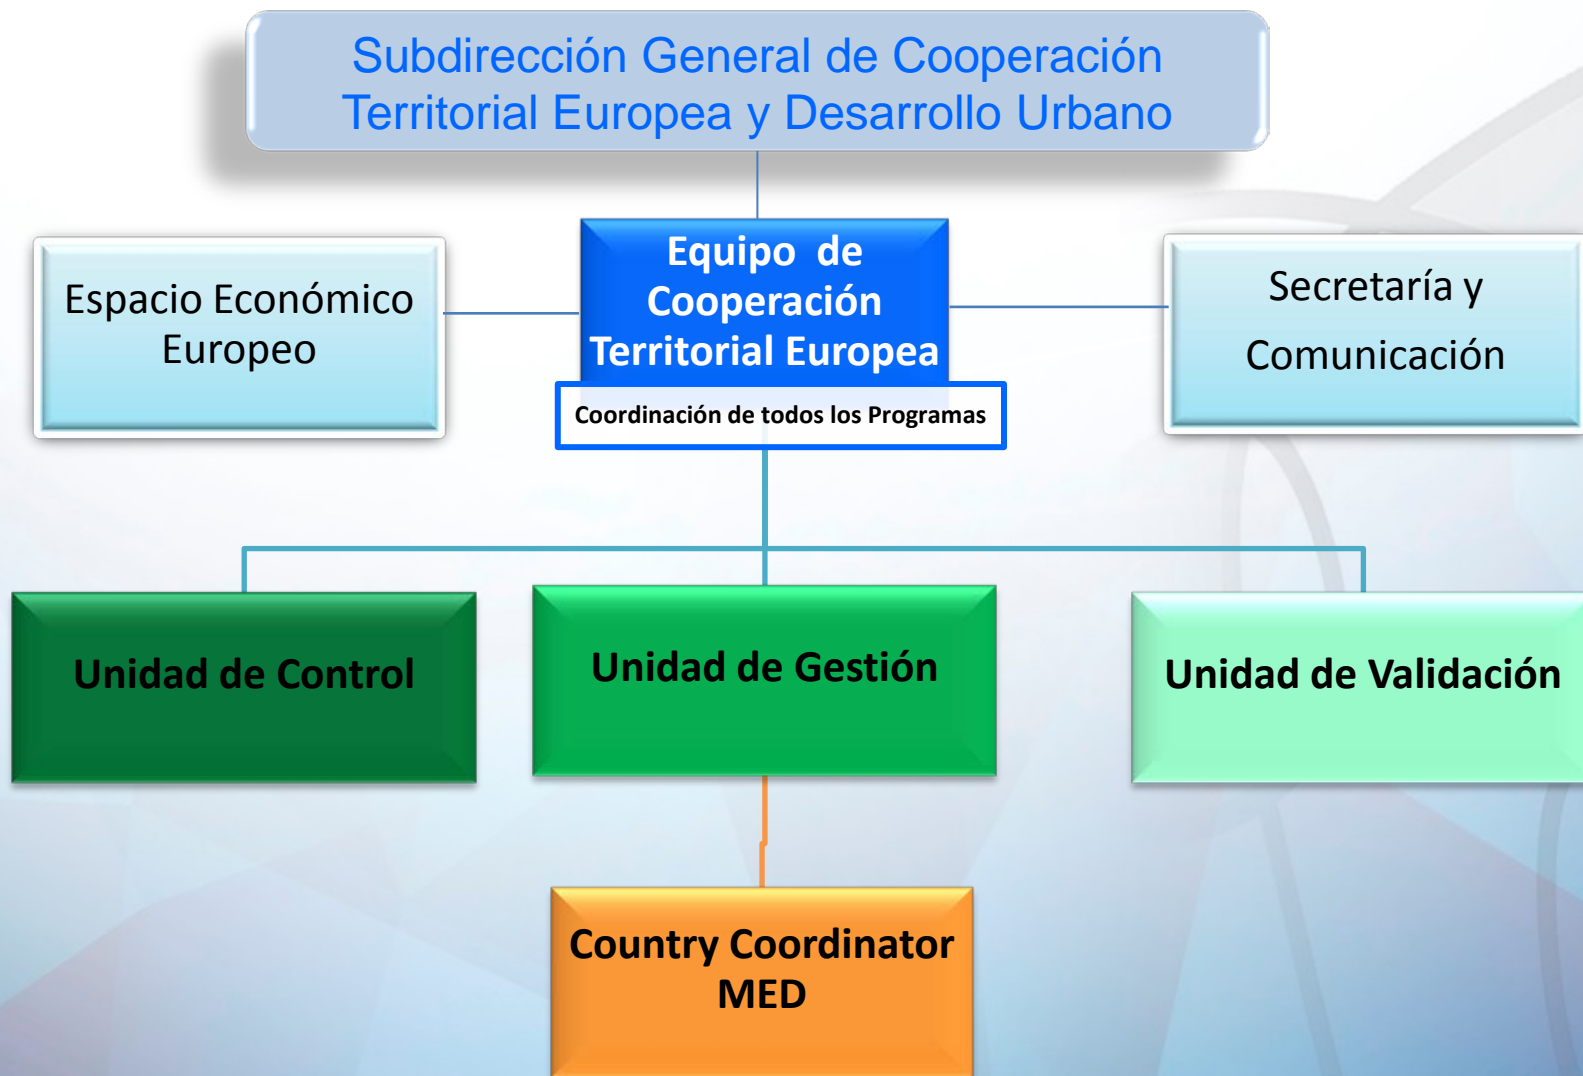 Subdirección General de Cooperación
Territorial Europea y Desarrollo Urbano
Espacio Económico
Europeo
Equipo de
Cooperación
Territorial Europea
Coordinación de todos los Programas
Secretaría y
Comunicación
Unidad de Control
Unidad de Gestión
Unidad de Validación
Country Coordinator
MED